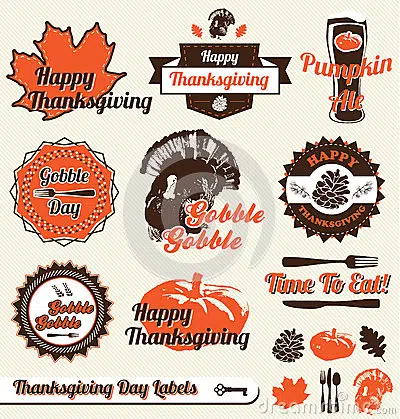 Happy
Thanksgiving
Happy
Thanksgiving
Pumpkin
Ale
Gobble
Day
Gobble
Gobble
HAPPY
THANKSGIVING
Gobble
Gobble
Happy
Thanksgiving
Time To Eat!
Thanksgiving Day Labels